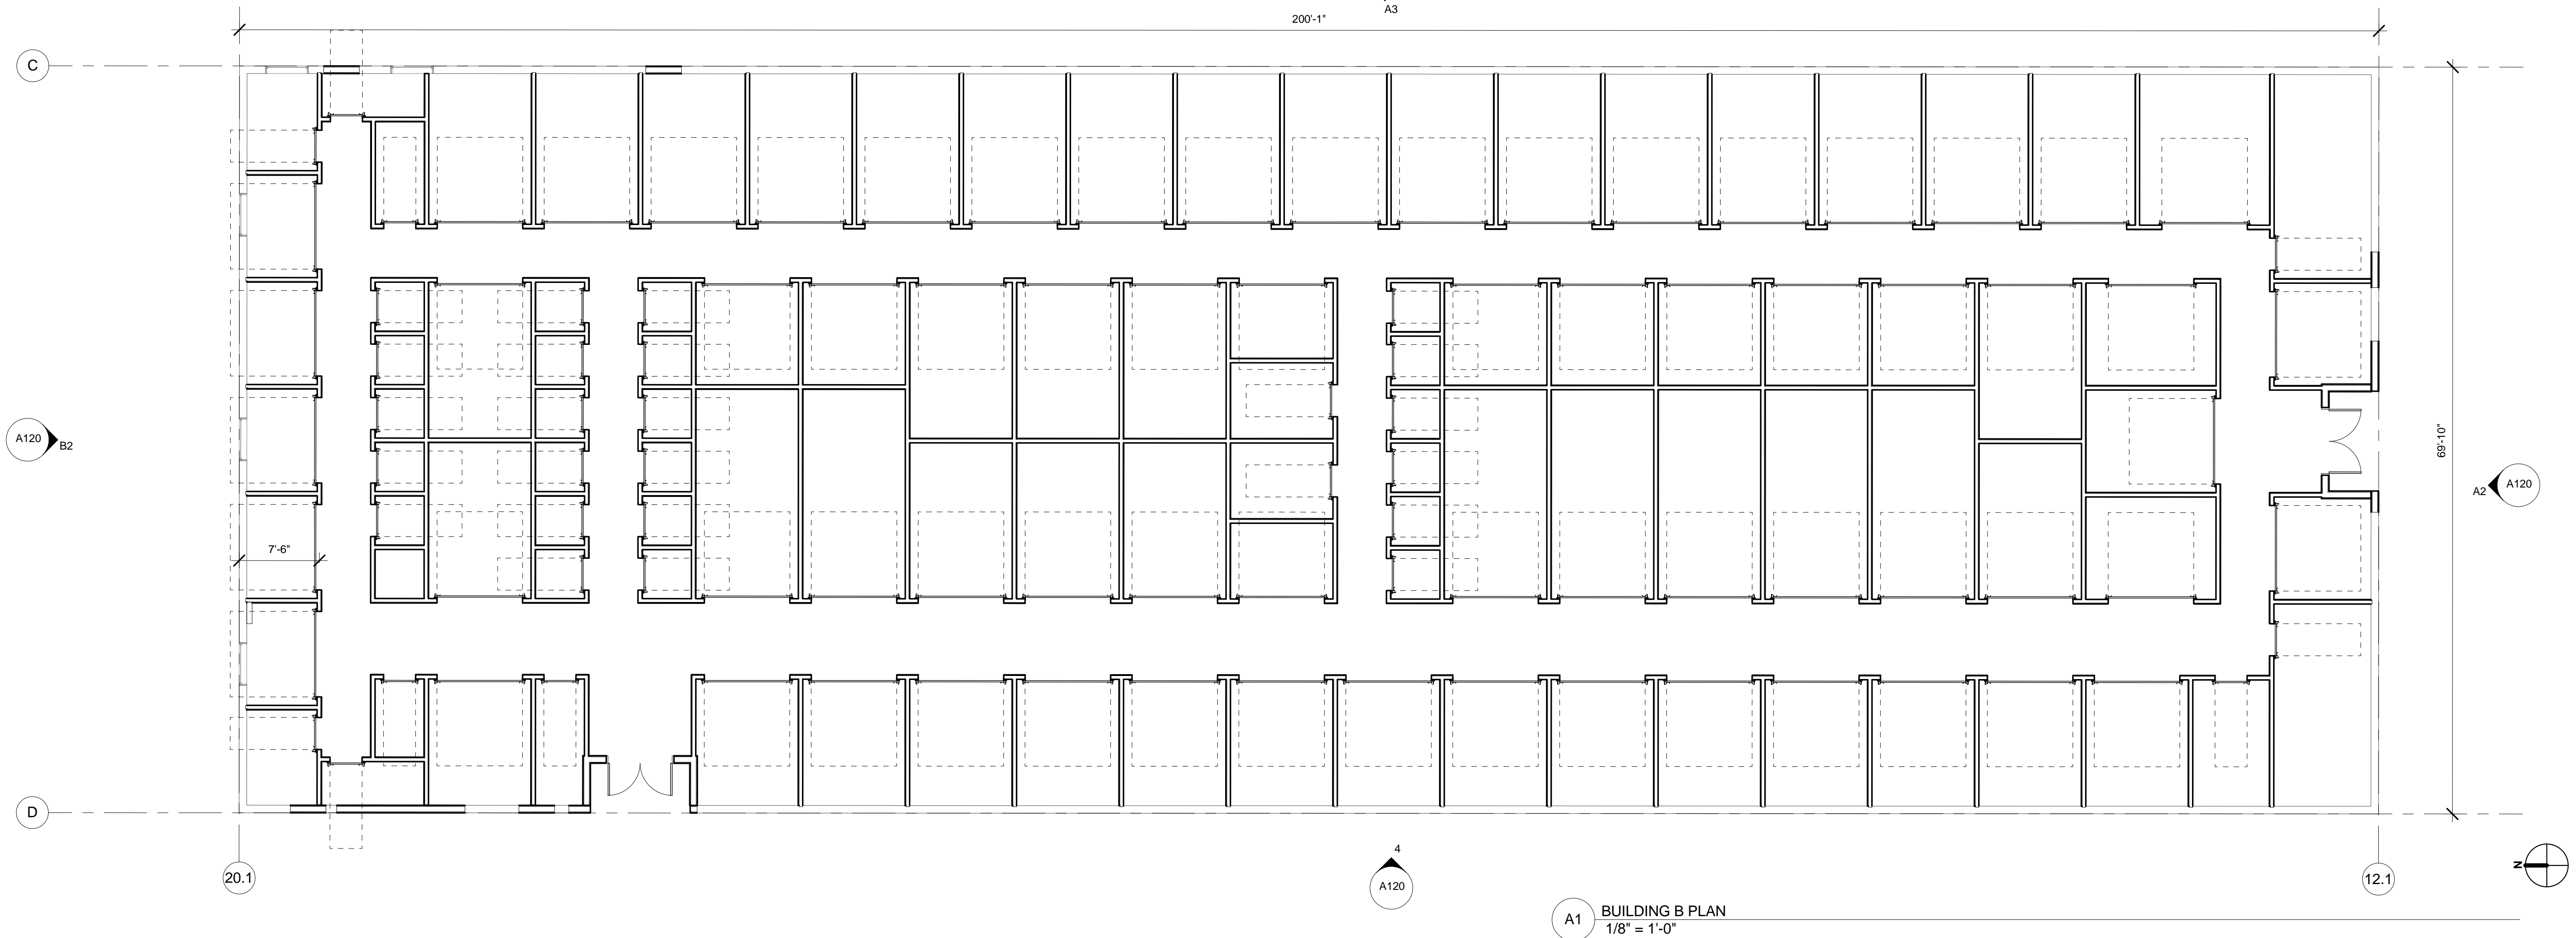 A3
200'-1"
C
A120
B2
7'-6"
69'-10"
A2
A120
D
20.1
4
A120
12.1
N
A1
BUILDING B PLAN
1/8" = 1'-0"